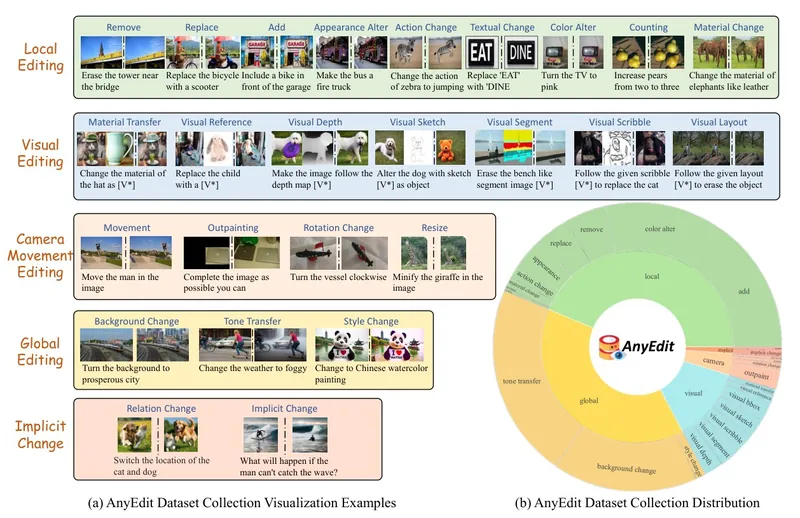 Local
Editing
Remove
Replace
Add
Appearance Alter
Action Change
Textual Change
Color Alter
Counting
Material Change
GARAGE
GARAGE
EAT
DINE
Erase the tower near
the bridge
Replace the bicycle
with a scooter
Include a bike in
front of the garage
Make the bus a
fire truck
Change the action
of zebra to jumping
Replace 'EAT'
with 'DINE
Turn the TV to
pink
Increase pears
from two to three
Change the material of
elephants like leather
Visual
Editing
Material Transfer
Visual Reference
Visual Depth
Visual Sketch
Visual Segment
Visual Scribble
Visual Layout
Change the material of
the hat as [V*]
Replace the child
with a [V*]
Make the image follow the
depth map [V*]
Alter the dog with sketch
[V*] as object
Erase the bench like
segment image [V*]
Follow the given scribble
[V*] to replace the cat
Follow the given layout
[V*] to erase the object
Camera
Movement
Editing
Movement
Outpainting
Rotation Change
Resize
Move the man in the
image
Complete the image as
possible you can
Turn the vessel clockwise
Minify the giraffe in the
image
Global
Editing
Background Change
Tone Transfer
Style Change
Turn the background to
prosperous city
Change the weather to foggy
Change to Chinese watercolor
painting
Implicit
Change
Relation Change
Implicit Change
Switch the location of the
cat and dog
What will happen if the
man can't catch the wave?
(a) AnyEdit Dataset Collection Visualization Examples
remove
color alter
replace
appearance
action change
material change
local
add
AnyEdit
implicit
implicit change
camera
rotation change
outpaint
tone transfer
global
visual
material transfer
visual reference
visual bbox
visual sketch
visual scribble
visual segment
visual depth
style change
background change
(b) AnyEdit Dataset Collection Distribution